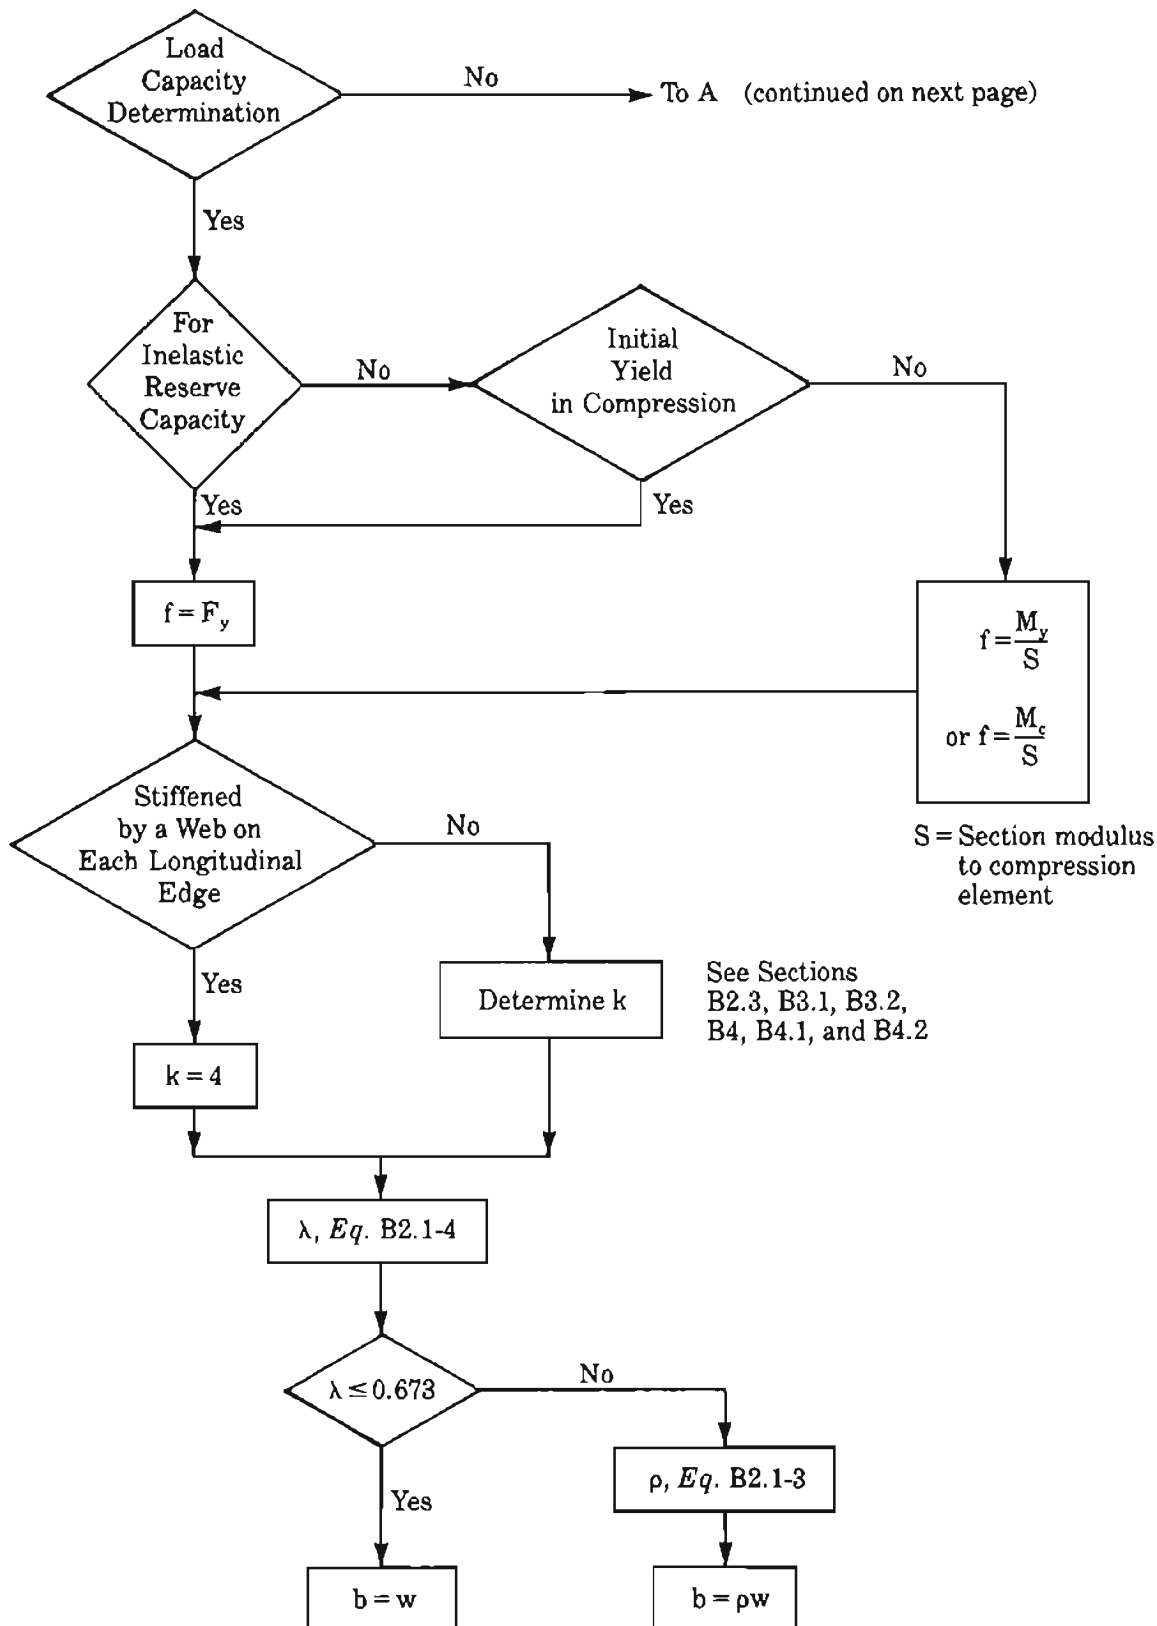 Load
Capacity
Determination
No
To A (continued on next page)
Yes
For
Inelastic
Reserve
Capacity
No
Initial
Yield
in Compression
No
Yes
Yes
f = F_y
f = M_y / S
or f = M_c / S
S = Section modulus
to compression
element
Stiffened
by a Web on
Each Longitudinal
Edge
No
Yes
Determine k
See Sections
B2.3, B3.1, B3.2,
B4, B4.1, and B4.2
k = 4
λ, Eq. B2.1-4
λ ≤ 0.673
No
ρ, Eq. B2.1-3
Yes
b = w
b = ρw